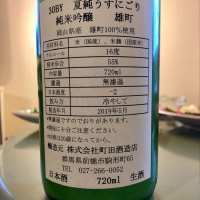 30BY 夏純うすにごり
純米吟醸 雄町
岡山県産 雄町100%使用
原材料名 米(国産)、米麹(国産米)
アルコール 16度
精米歩合 55%
内容量 720ml
濾過 無濾過
日本酒度 -2
飲み方 冷やして
製造年月 2019年5月
醸造元 株式会社町田酒造店
群馬県前橋市駒形町65
TEL 027-266-0052
日本酒 720ml 生酒